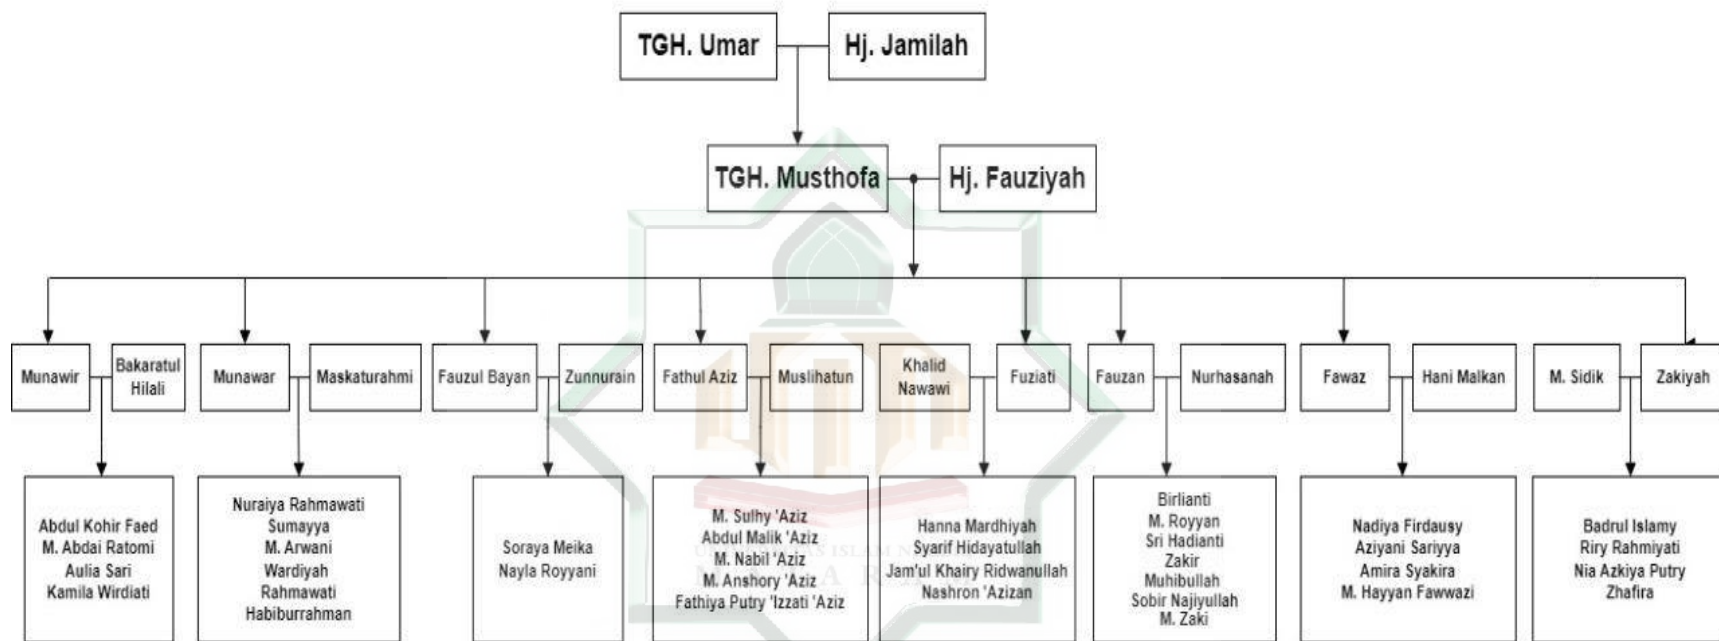 TGH. Umar
Hj. Jamilah
TGH. Musthofa
Hj. Fauziyah
Munawir
Bakaratul
Hilali
Munawar
Maskaturahmi
Fauzul Bayan
Zunnurain
Fathul Aziz
Muslihatun
Khalid
Nawawi
Fuziati
Fauzan
Nurhasanah
Fawaz
Hani Malkan
M. Sidik
Zakiyah
Abdul Kohir Faed
M. Abdai Ratomi
Aulia Sari
Kamila Wirdiati
Nuraiya Rahmawati
Sumayya
M. Arwani
Wardiyah
Rahmawati
Habiburrahman
Soraya Meika
Nayla Royyani
M. Sulhy 'Aziz
Abdul Malik 'Aziz
M. Nabil 'Aziz
M. Anshory 'Aziz
Fathiya Putry 'Izzati 'Aziz
Hanna Mardhiyah
Syarif Hidayatullah
Jam'ul Khairy Ridwanullah
Nashron 'Azizan
Birlianti
M. Royyan
Sri Hadianti
Zakir
Muhibullah
Sobir Najiyullah
M. Zaki
Nadiya Firdausy
Aziyani Sariyya
Amira Syakira
M. Hayyan Fawwazi
Badrul Islamy
Riry Rahmiyati
Nia Azkiya Putry
Zhafira